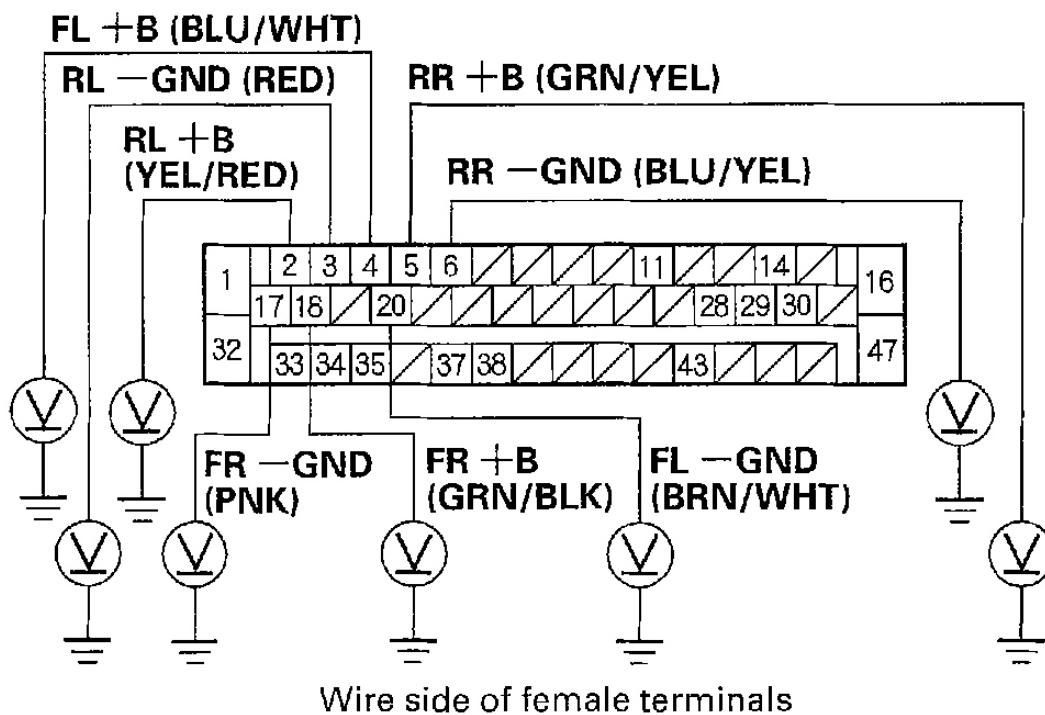 FL +B (BLU/WHT)
RL −GND (RED)
RL +B
(YEL/RED)
RR +B (GRN/YEL)
RR −GND (BLU/YEL)
1 2 3 4 5 6 11 14 16
17 18 20 28 29 30
32 33 34 35 37 38 43 47
V V V
FR −GND
(PNK)
FR +B
(GRN/BLK)
FL −GND
(BRN/WHT)
V V V V V
Wire side of female terminals